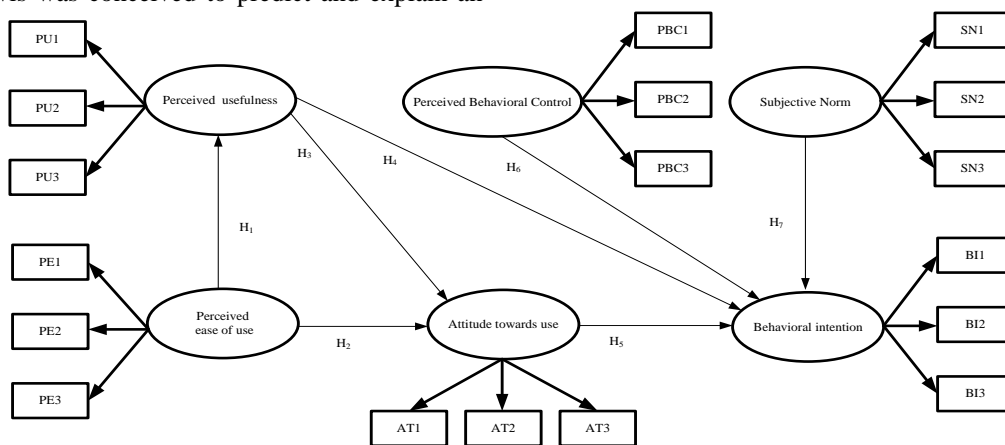 vis was conceived to predict and explain an
PU1
PBC1
SN1
PU2
Perceived usefulness
Perceived Behavioral Control
PBC2
Subjective Norm
SN2
PU3
H3
H4
H6
PBC3
SN3
H1
H7
PE1
BI1
PE2
Perceived
ease of use
H2
Attitude towards use
H5
Behavioral intention
BI2
PE3
BI3
AT1
AT2
AT3